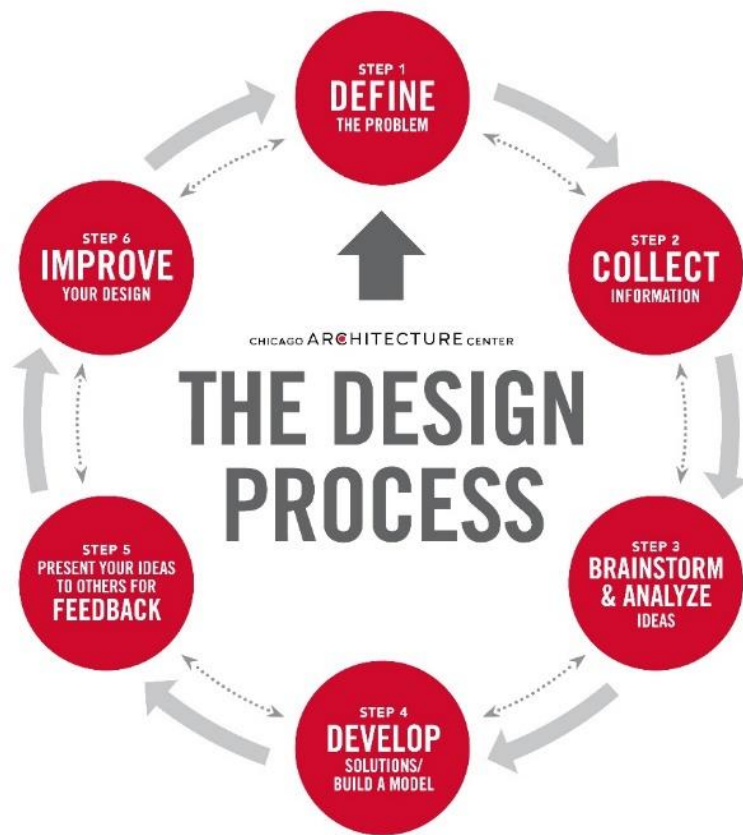 STEP 1
DEFINE
THE PROBLEM
STEP 2
COLLECT
INFORMATION
STEP 6
IMPROVE
YOUR DESIGN
CHICAGO ARCHITECTURE CENTER
THE DESIGN
PROCESS
STEP 3
BRAINSTORM
& ANALYZE
IDEAS
STEP 5
PRESENT YOUR IDEAS
TO OTHERS FOR
FEEDBACK
STEP 4
DEVELOP
SOLUTIONS/
BUILD A MODEL